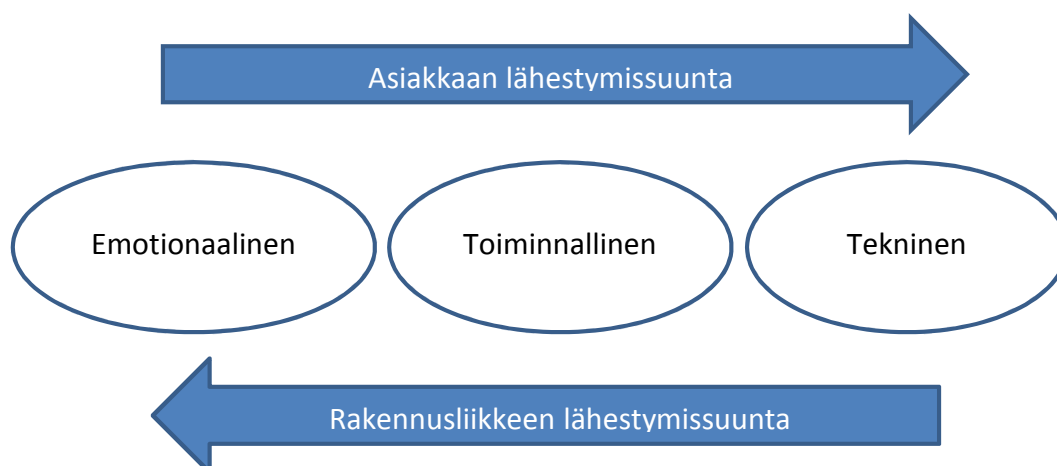 Asiakkaan lähestymissuunta
Emotionaalinen
Toiminnallinen
Tekninen
Rakennusliikkeen lähestymissuunta